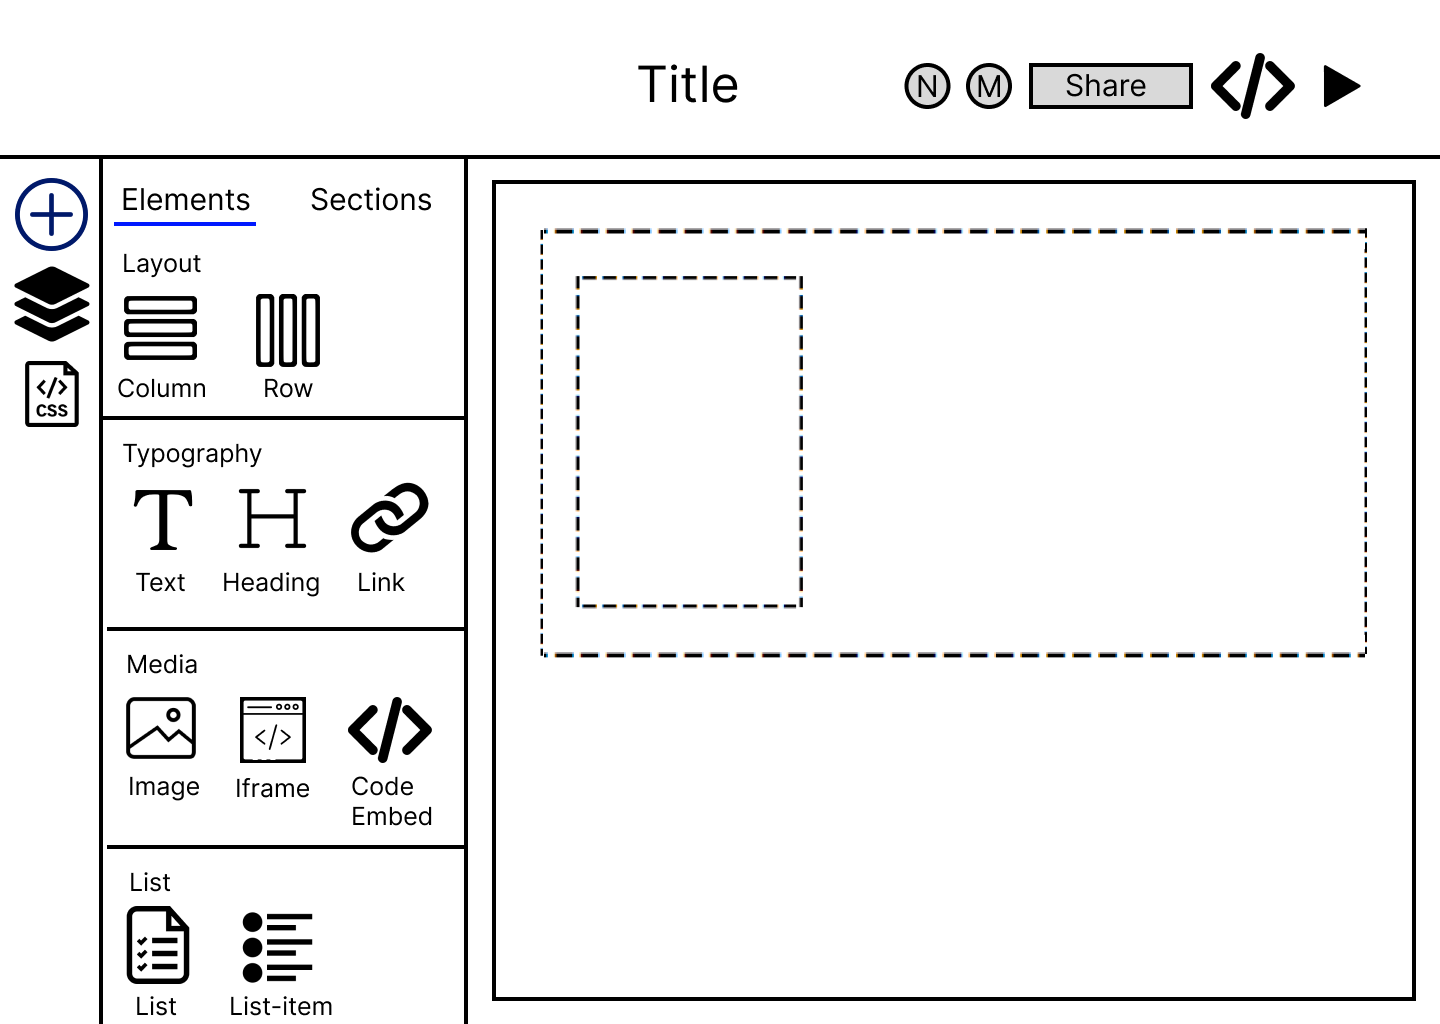 Title
N
M
Share
</>
Elements
Sections
Layout
Column
Row
</>
CSS
Typography
T
H
Text
Heading
Link
Media
</>
</>
Image
Iframe
Code
Embed
List
List
List-item